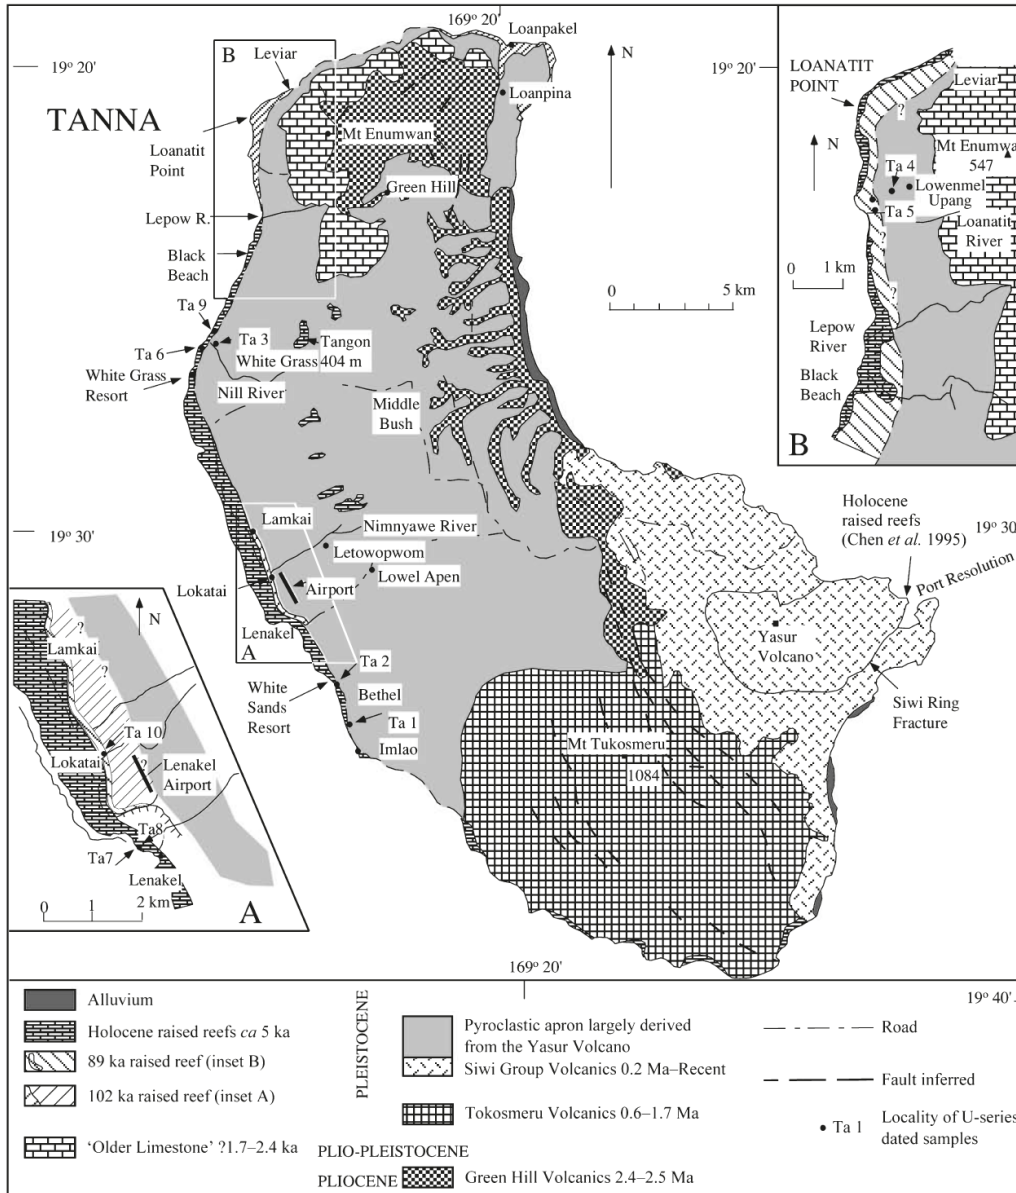 169° 20'
Loanpakel
B
Leviar
N
19° 20'
TANNA
Loanpina
Mt Enumwan
Loanatit
Point
Green Hill
Lepow R.
Black
Beach
0
5 km
Ta 9
Ta 3
Tangon
White Grass
404 m
Ta 6
White Grass
Resort
Nill River
Middle
Bush
19° 20'
LOANATIT
POINT
Leviar
?
N
Mt Enumwa
547
Ta 4
Lowenmel
Upang
Ta 5
?
Loanatit
River
0
1 km
?
Lepow
River
Black
Beach
B
Holocene
raised reefs
(Chen et al. 1995)
19° 30'
19° 30'
Port Resolution
Lamkai
Nimnyawe River
Letowopwom
Lowel Apen
Lokatai
Airport
Lenakel
A
Yasur
Volcano
Siwi Ring
Fracture
Ta 2
White
Sands
Resort
Bethel
Ta 1
Imlao
Mt Tukosmeru
1084
?
N
Lamkai
?
Ta 10
Lokatai
?
Lenakel
Airport
Ta8
Ta7
Lenakel
0
1
2 km
A
169° 20'
19° 40'
Alluvium
Holocene raised reefs ca 5 ka
89 ka raised reef (inset B)
102 ka raised reef (inset A)
'Older Limestone' ?1.7–2.4 ka
PLEISTOCENE
Pyroclastic apron largely derived
from the Yasur Volcano
Siwi Group Volcanics 0.2 Ma–Recent
Tokosmeru Volcanics 0.6–1.7 Ma
PLIO-PLEISTOCENE
PLIOCENE
Green Hill Volcanics 2.4–2.5 Ma
Road
Fault inferred
Ta 1
Locality of U-series
dated samples